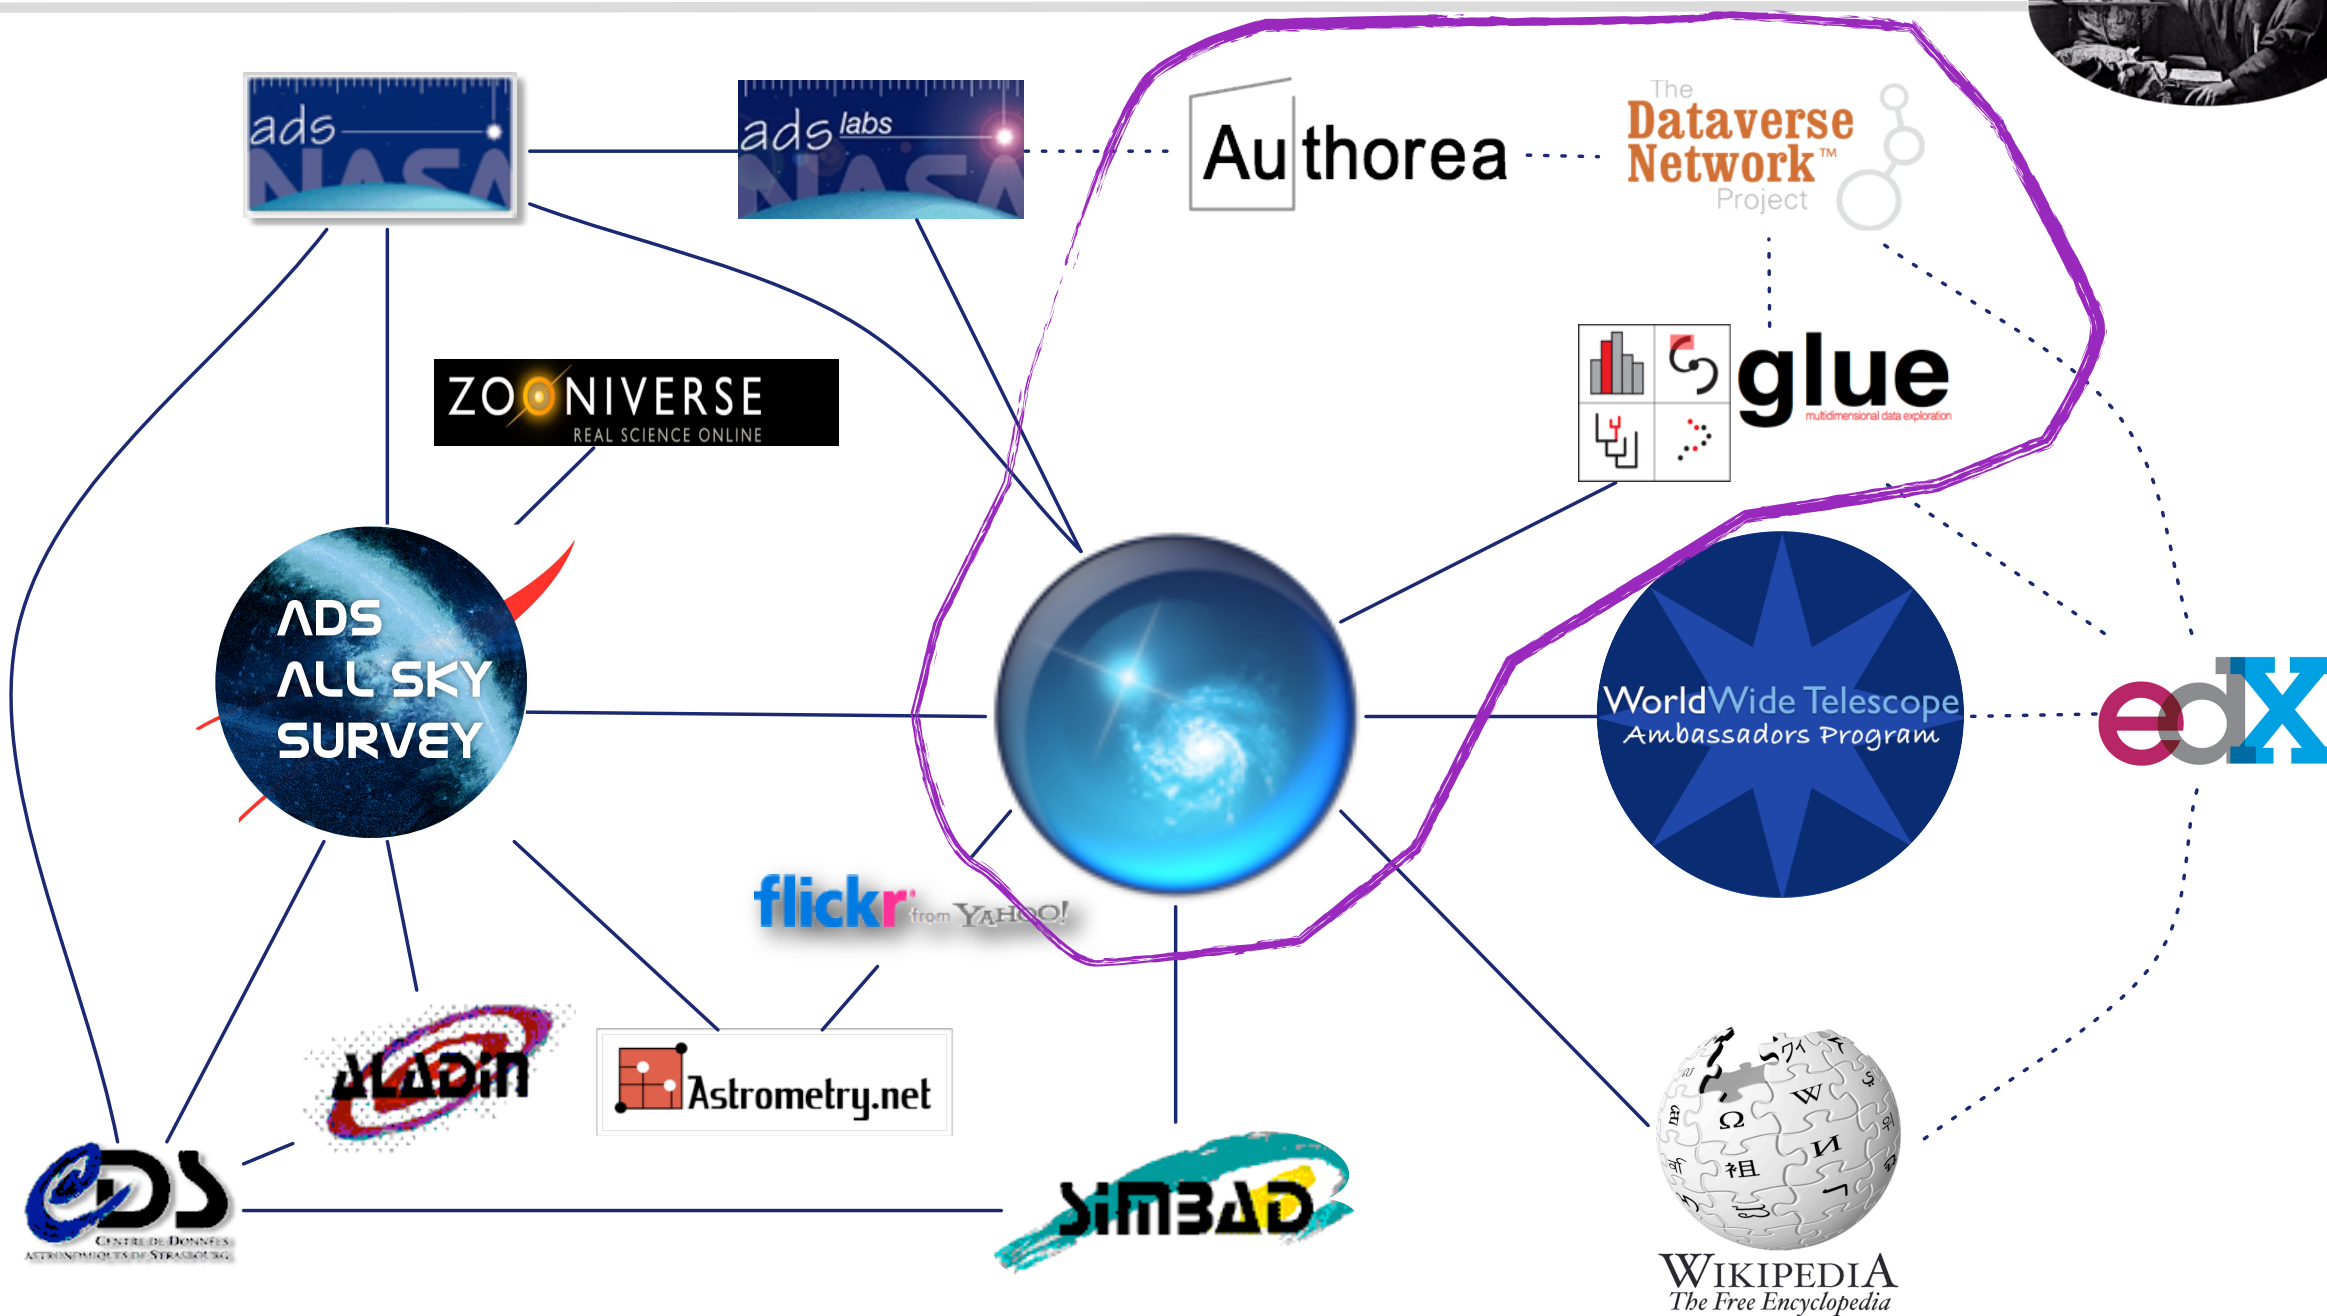 ads
NASA
ads labs
NASA
Authorea
The
Dataverse
Network™
Project
ZOONIVERSE
REAL SCIENCE ONLINE
glue
multidimensional data exploration
ADS
ALL SKY
SURVEY
WorldWide Telescope
Ambassadors Program
edX
flickr from YAHOO!
ALADiN
Astrometry.net
CDS
CENTRE DE DONNÉES
ASTRONOMIQUES DE STRASBOURG
SiMBAD
Ω
W
И
祖
WIKIPEDIA
The Free Encyclopedia